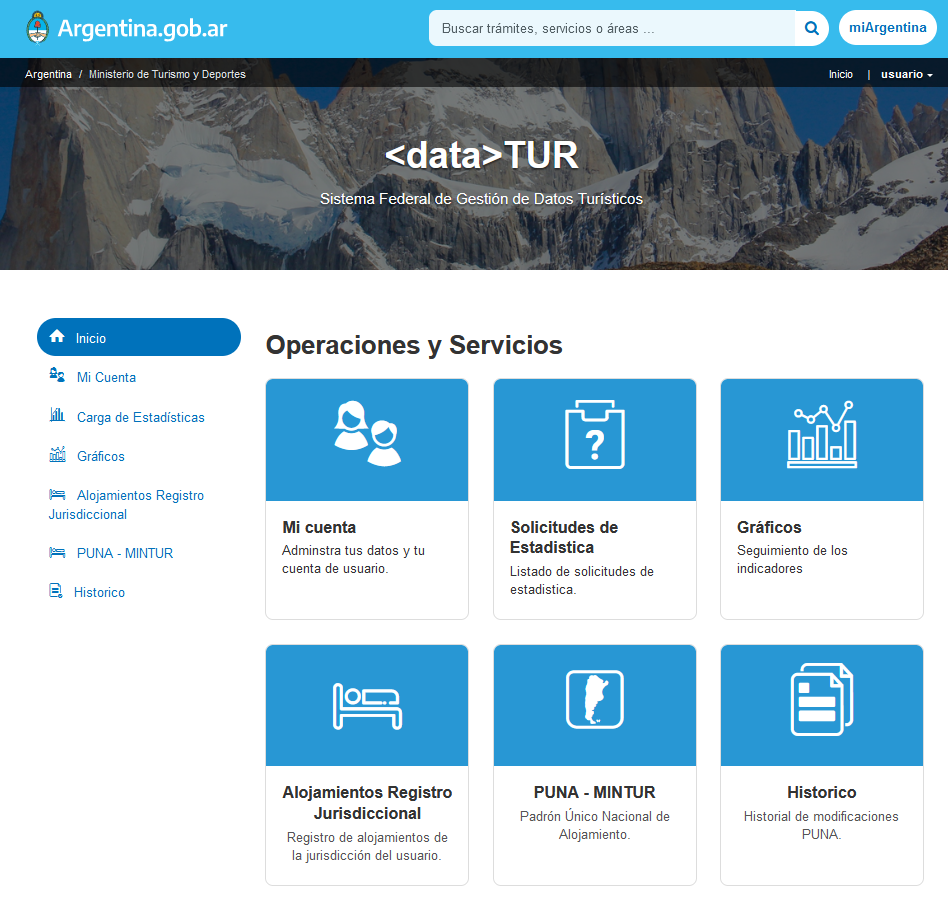 Argentina.gob.ar
Buscar trámites, servicios o áreas ...
miArgentina
Argentina / Ministerio de Turismo y Deportes
Inicio | usuario
<data>TUR
Sistema Federal de Gestión de Datos Turísticos
Inicio
Mi Cuenta
Carga de Estadísticas
Gráficos
Alojamientos Registro
Jurisdiccional
PUNA - MINTUR
Historico
Operaciones y Servicios
Mi cuenta
Adminstra tus datos y tu
cuenta de usuario.
?
Solicitudes de
Estadistica
Listado de solicitudes de
estadistica.
Gráficos
Seguimiento de los
indicadores
Alojamientos Registro
Jurisdiccional
Registro de alojamientos de
la jurisdicción del usuario.
PUNA - MINTUR
Padrón Único Nacional de
Alojamiento.
Historico
Historial de modificaciones
PUNA.